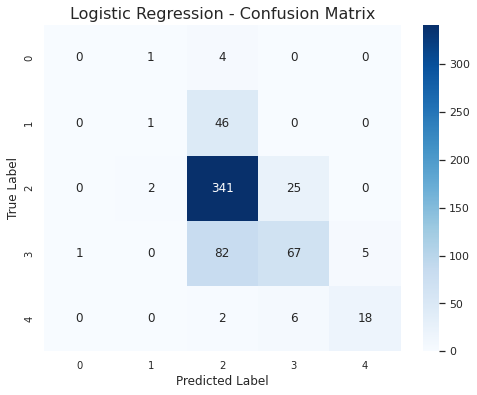 Logistic Regression - Confusion Matrix
0 0 1 4 0 0
1 0 1 46 0 0
2 0 2 341 25 0
3 1 0 82 67 5
4 0 0 2 6 18
0 1 2 3 4
True Label
Predicted Label
300
250
200
150
100
50
0